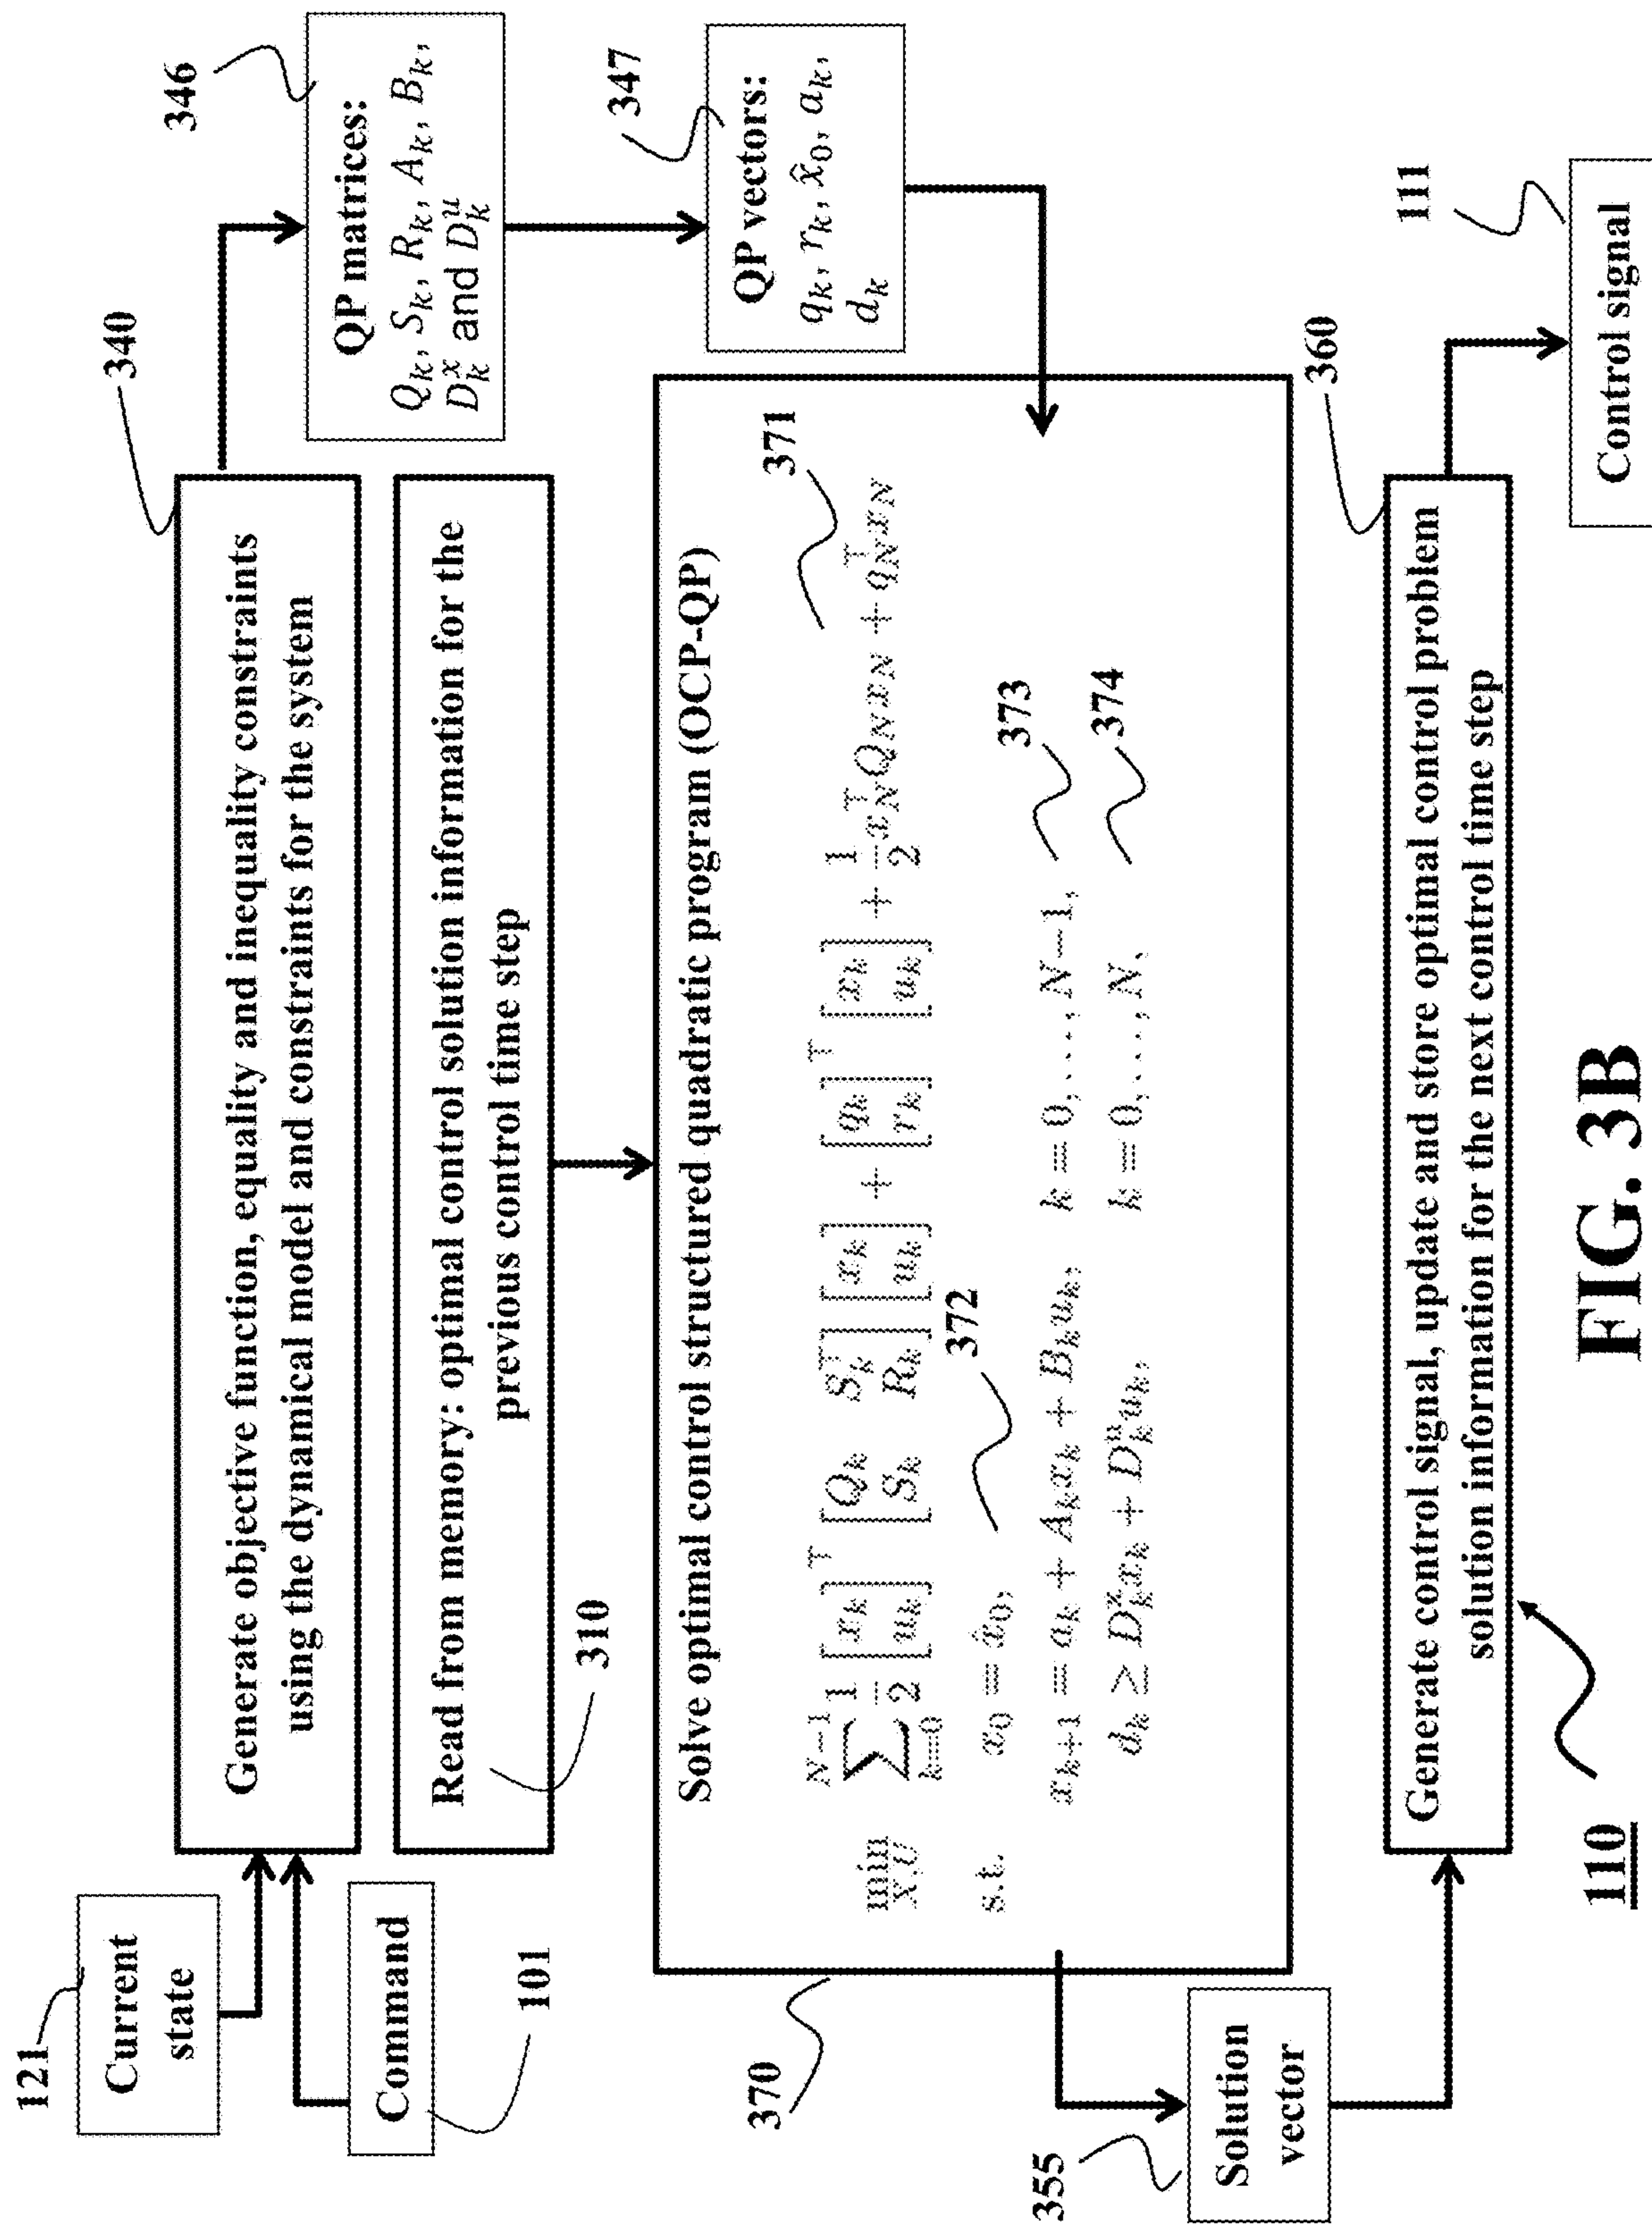 121
Current
state
Command
101
340
Generate objective function, equality and inequality constraints
using the dynamical model and constraints for the system
346
QP matrices:
Q_k, S_k, R_k, A_k, B_k,
D_k^x and D_k^u
Read from memory: optimal control solution information for the
previous control time step
310
347
QP vectors:
q_k, r_k, x̂_0, a_k,
d_k
370
Solve optimal control structured quadratic program (OCP-QP)
371
min_{X,U} \sum_{k=0}^{N-1} \frac{1}{2} [x_k u_k]^⊤ [Q_k S_k^⊤ S_k R_k] [x_k u_k] + [q_k r_k]^⊤ [x_k u_k] + \frac{1}{2} x_N^⊤ Q_N x_N + q_N^⊤ x_N
372
s.t. x_0 = x̂_0,
373
x_{k+1} = a_k + A_k x_k + B_k u_k, k = 0, ..., N−1,
374
d_k ≥ D_k^x x_k + D_k^u u_k, k = 0, ..., N,
355
Solution
vector
360
Generate control signal, update and store optimal control problem
solution information for the next control time step
111
Control signal
110
FIG. 3B